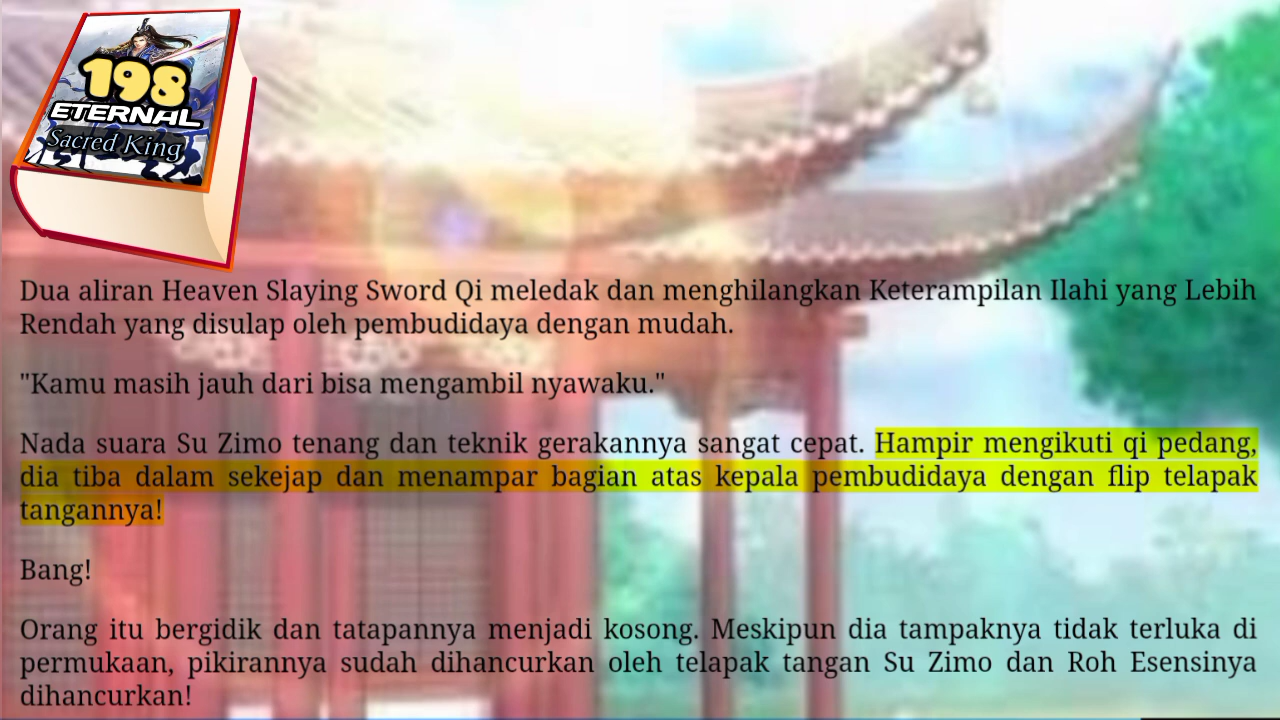 198
ETERNAL
Sacred King
Dua aliran Heaven Slaying Sword Qi meledak dan menghilangkan Keterampilan Ilahi yang Lebih
Rendah yang disulap oleh pembudidaya dengan mudah.
"Kamu masih jauh dari bisa mengambil nyawaku."
Nada suara Su Zimo tenang dan teknik gerakannya sangat cepat. Hampir mengikuti qi pedang,
dia tiba dalam sekejap dan menampar bagian atas kepala pembudidaya dengan flip telapak
tangannya!
Bang!
Orang itu bergidik dan tatapannya menjadi kosong. Meskipun dia tampaknya tidak terluka di
permukaan, pikirannya sudah dihancurkan oleh telapak tangan Su Zimo dan Roh Esensinya
dihancurkan!